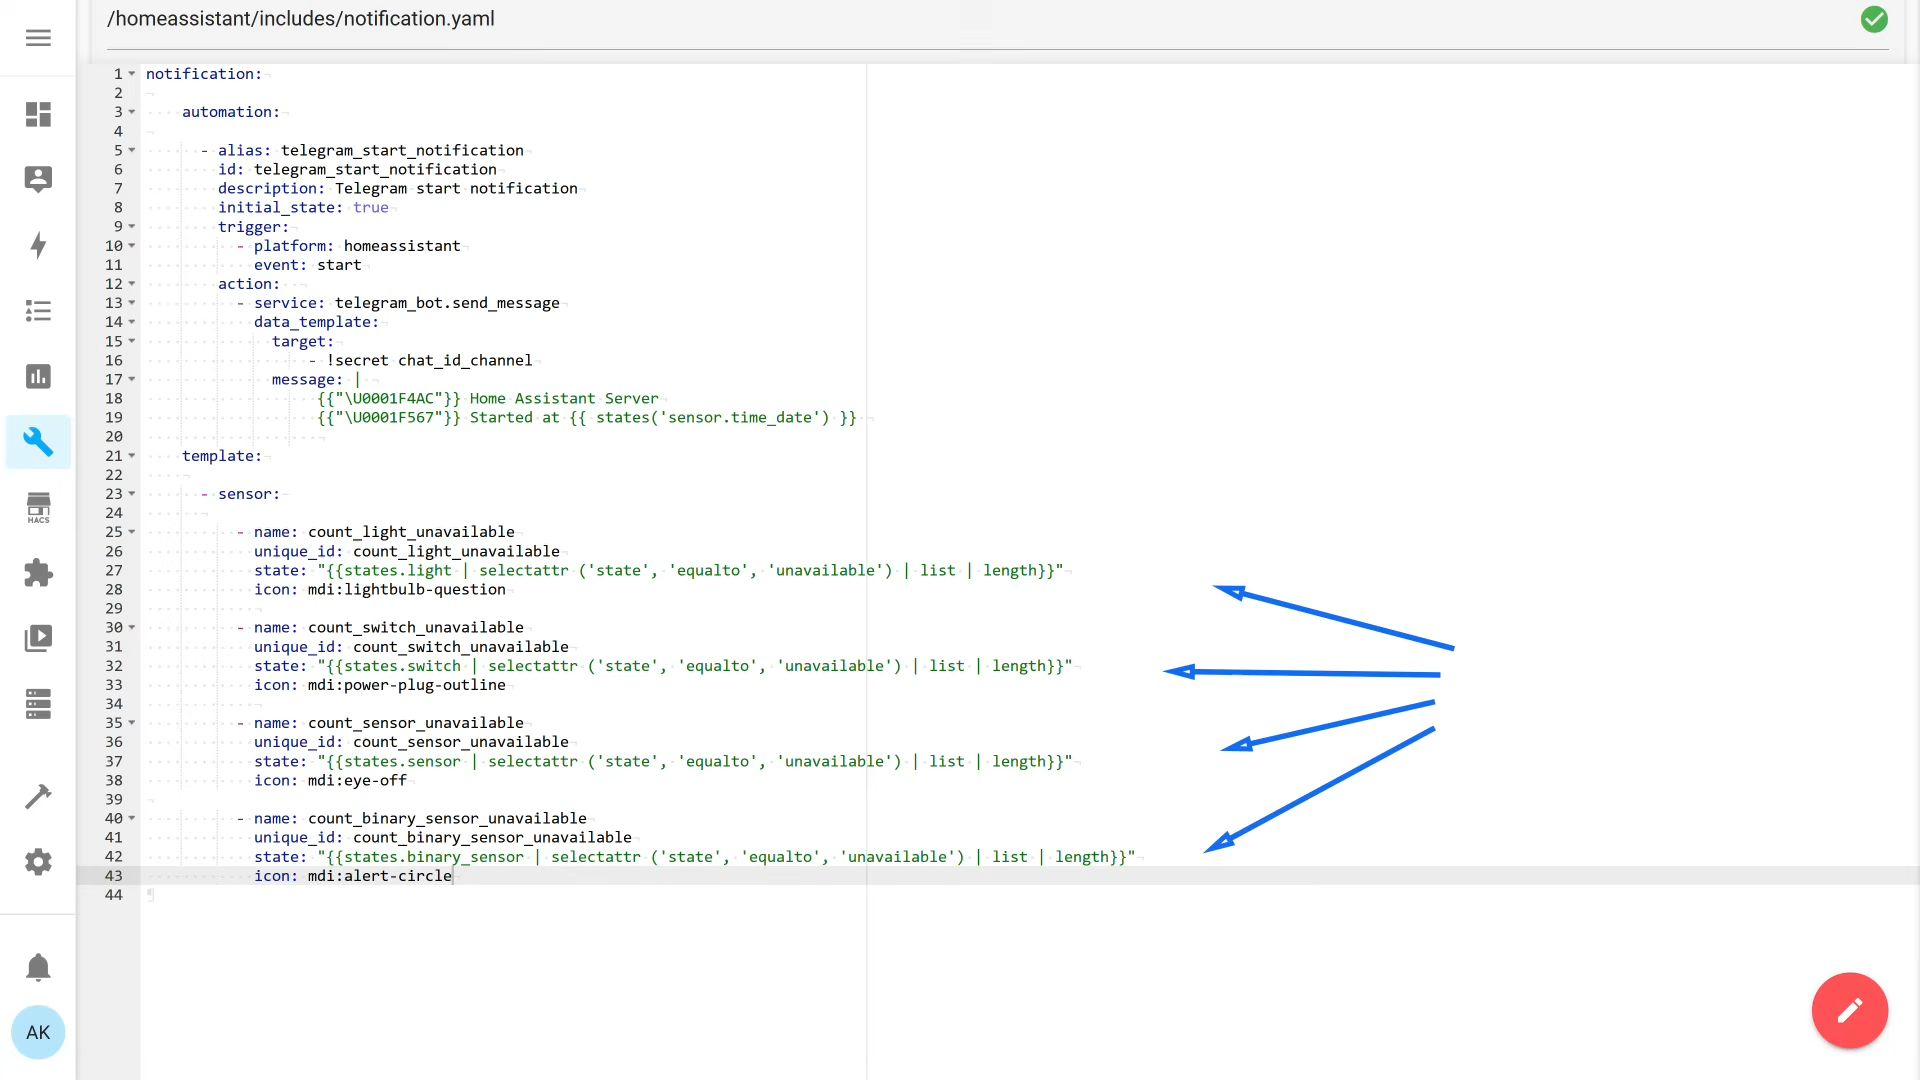 /homeassistant/includes/notification.yaml
1 notification:
2
3 automation:
4
5 - alias: telegram_start_notification
6 id: telegram_start_notification
7 description: Telegram start notification
8 initial_state: true
9 trigger:
10 - platform: homeassistant
11 event: start
12 action:
13 - service: telegram_bot.send_message
14 data_template:
15 target:
16 - !secret chat_id_channel
17 message: |
18 {{"\U0001F4AC"}} Home Assistant Server
19 {{"\U0001F567"}} Started at {{ states('sensor.time_date') }}
20
21 template:
22
23 - sensor:
24
25 - name: count_light_unavailable
26 unique_id: count_light_unavailable
27 state: "{{states.light | selectattr ('state', 'equalto', 'unavailable') | list | length}}"
28 icon: mdi:lightbulb-question
29
30 - name: count_switch_unavailable
31 unique_id: count_switch_unavailable
32 state: "{{states.switch | selectattr ('state', 'equalto', 'unavailable') | list | length}}"
33 icon: mdi:power-plug-outline
34
35 - name: count_sensor_unavailable
36 unique_id: count_sensor_unavailable
37 state: "{{states.sensor | selectattr ('state', 'equalto', 'unavailable') | list | length}}"
38 icon: mdi:eye-off
39
40 - name: count_binary_sensor_unavailable
41 unique_id: count_binary_sensor_unavailable
42 state: "{{states.binary_sensor | selectattr ('state', 'equalto', 'unavailable') | list | length}}"
43 icon: mdi:alert-circle
44
HACS
AK